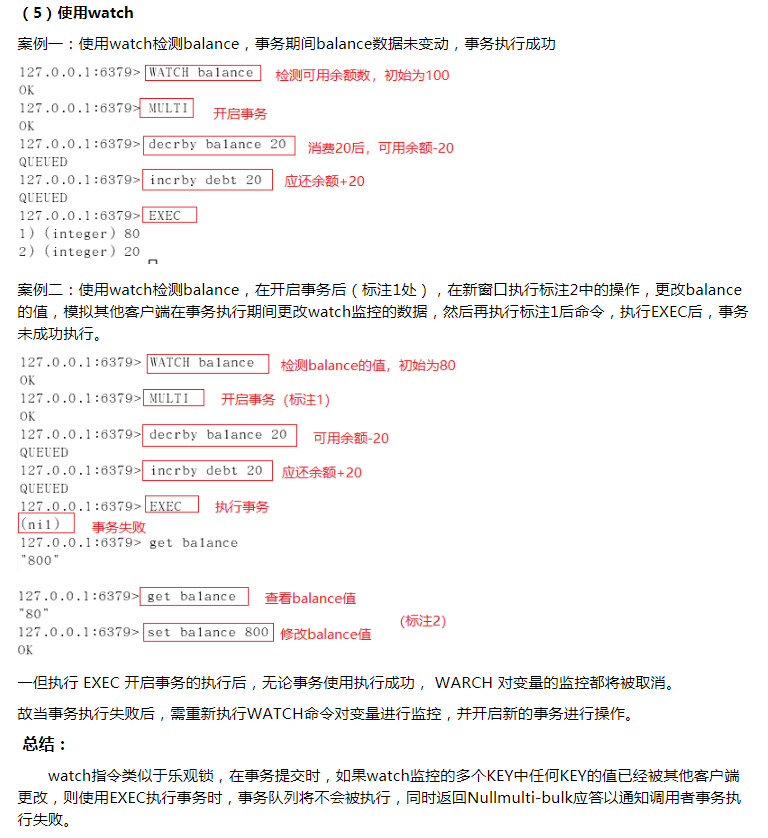 （5）使用watch
案例一：使用watch检测balance，事务期间balance数据未变动，事务执行成功
127.0.0.1:6379> WATCH balance 检测可用余额数，初始为100
OK
127.0.0.1:6379> MULTI 开启事务
OK
127.0.0.1:6379> decrby balance 20 消费20后，可用余额-20
QUEUED
127.0.0.1:6379> incrby debt 20 应还余额+20
QUEUED
127.0.0.1:6379> EXEC
1) (integer) 80
2) (integer) 20
案例二：使用watch检测balance，在开启事务后（标注1处），在新窗口执行标注2中的操作，更改balance
的值，模拟其他客户端在事务执行期间更改watch监控的数据，然后再执行标注1后命令，执行EXEC后，事务
未成功执行。
127.0.0.1:6379> WATCH balance 检测balance的值，初始为80
OK
127.0.0.1:6379> MULTI 开启事务（标注1）
OK
127.0.0.1:6379> decrby balance 20 可用余额-20
QUEUED
127.0.0.1:6379> incrby debt 20 应还余额+20
QUEUED
127.0.0.1:6379> EXEC 执行事务
(nil) 事务失败
127.0.0.1:6379> get balance
"800"
127.0.0.1:6379> get balance 查看balance值
"80" （标注2）
127.0.0.1:6379> set balance 800 修改balance值
OK
一但执行 EXEC 开启事务的执行后，无论事务使用执行成功， WARCH 对变量的监控都将被取消。
故当事务执行失败后，需重新执行WATCH命令对变量进行监控，并开启新的事务进行操作。
总结：
watch指令类似于乐观锁，在事务提交时，如果watch监控的多个KEY中任何KEY的值已经被其他客户端
更改，则使用EXEC执行事务时，事务队列将不会被执行，同时返回Nullmulti-bulk应答以通知调用者事务执
行失败。